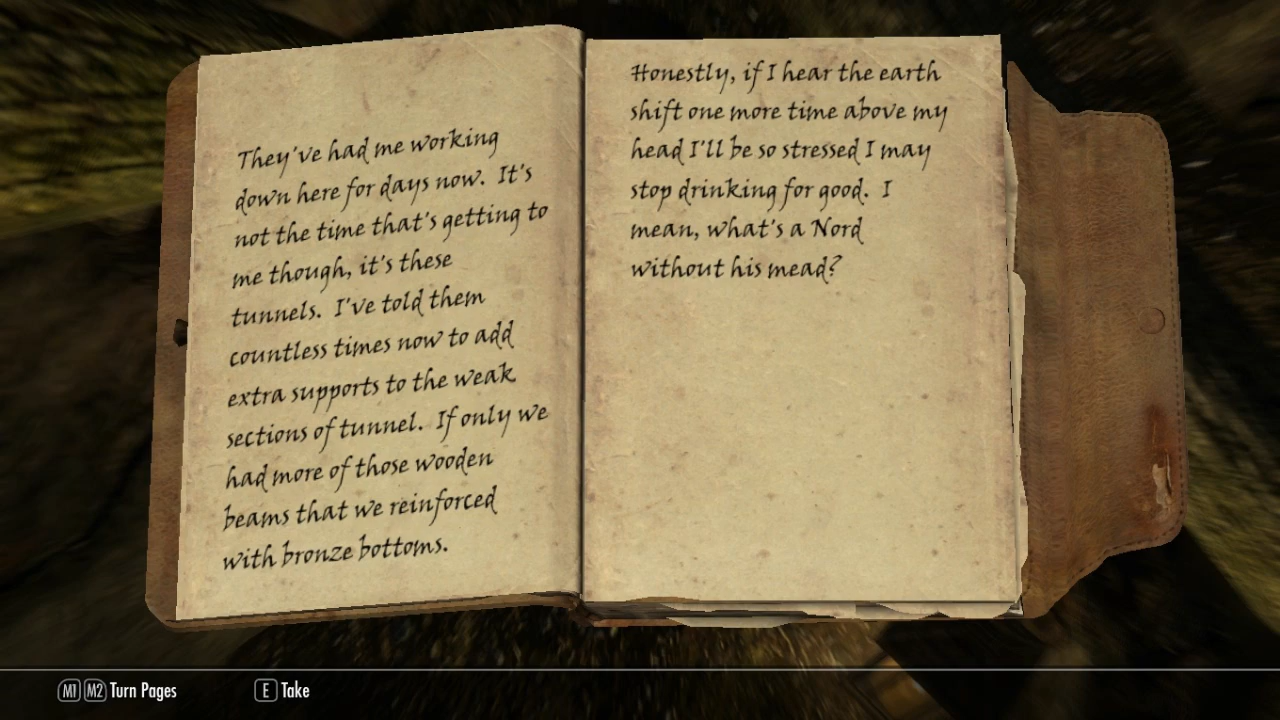 They've had me working
down here for days now.  It's
not the time that's getting to
me though, it's these
tunnels.  I've told them
countless times now to add
extra supports to the weak
sections of tunnel.  If only we
had more of those wooden
beams that we reinforced
with bronze bottoms.
Honestly, if I hear the earth
shift one more time above my
head I'll be so stressed I may
stop drinking for good.  I
mean, what's a Nord
without his mead?
M1 M2 Turn Pages
E Take